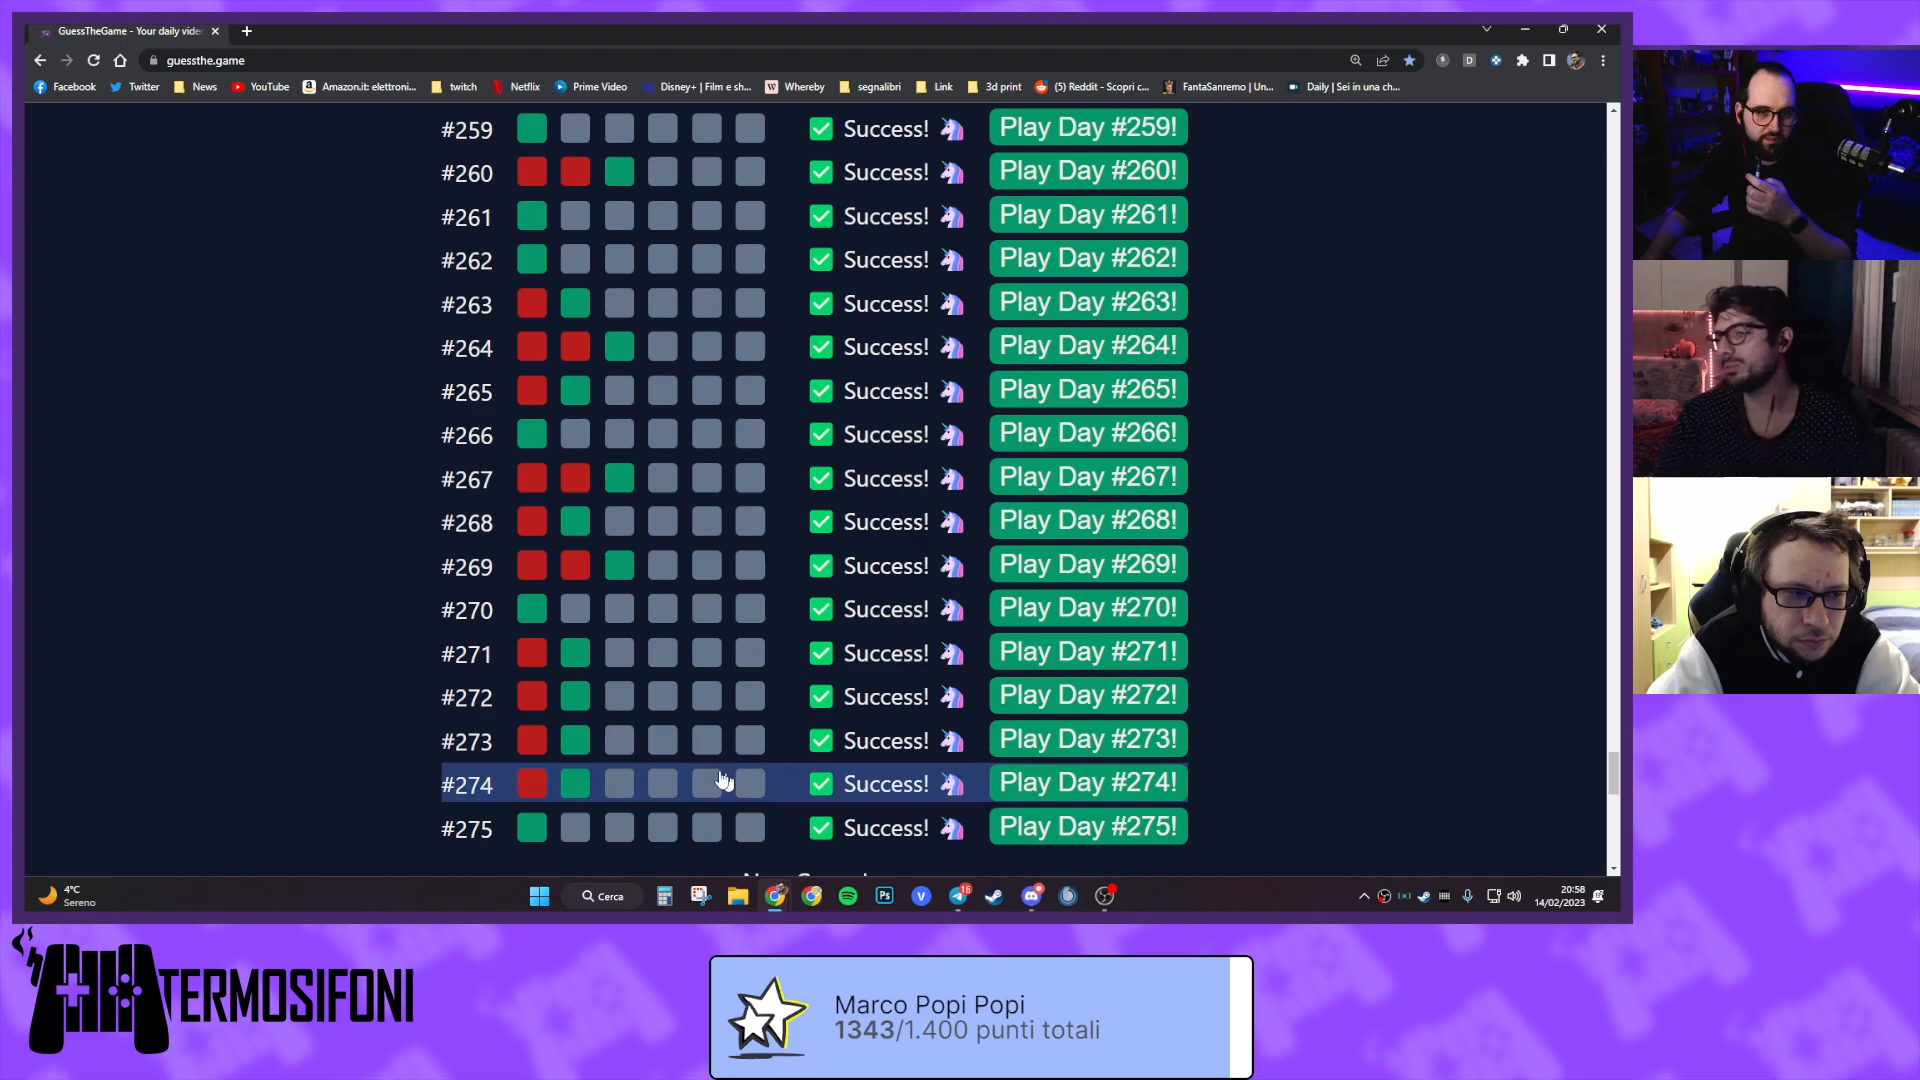 GuessTheGame - Your daily vide
guessthe.game
Facebook Twitter News YouTube Amazon.it: elettroni... twitch Netflix Prime Video Disney+ | Film e sh... Whereby segnalibri Link 3d print (5) Reddit - Scopri c... FantaSanremo | Un... Daily | Sei in una ch...
#259 Success! Play Day #259!
#260 Success! Play Day #260!
#261 Success! Play Day #261!
#262 Success! Play Day #262!
#263 Success! Play Day #263!
#264 Success! Play Day #264!
#265 Success! Play Day #265!
#266 Success! Play Day #266!
#267 Success! Play Day #267!
#268 Success! Play Day #268!
#269 Success! Play Day #269!
#270 Success! Play Day #270!
#271 Success! Play Day #271!
#272 Success! Play Day #272!
#273 Success! Play Day #273!
#274 Success! Play Day #274!
#275 Success! Play Day #275!
4°C
Sereno
Cerca
16
20:58
14/02/2023
TERMOSIFONI
Marco Popi Popi
1343/1.400 punti totali